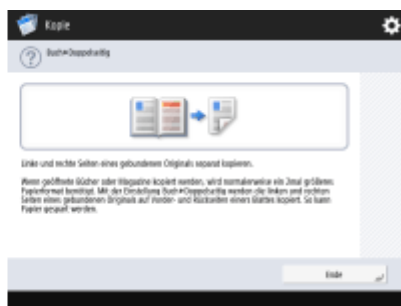 Kopie
Buch➔Doppelseitig
Linke und rechte Seiten eines gebundenen Originals separat kopieren.
Wenn geöffnete Bücher oder Magazine kopiert werden, wird normalerweise ein 2mal größeres
Papierformat benötigt. Mit der Einstellung Buch➔Doppelseitig werden die linken und rechten
Seiten eines gebundenen Originals auf Vorder- und Rückseiten eines Blattes kopiert. So kann
Papier gespart werden.
Ende